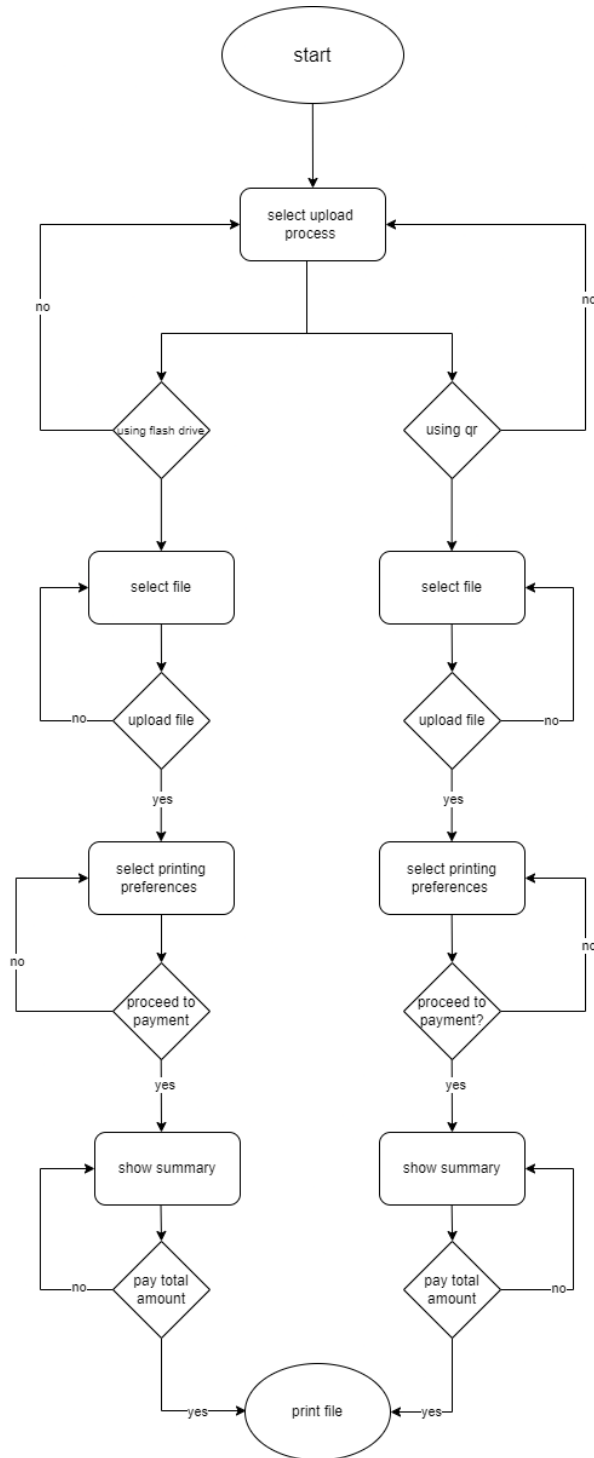 start
select upload
process
no
no
using flash drive
using qr
select file
select file
no
upload file
upload file
no
yes
yes
select printing
preferences
select printing
preferences
no
no
proceed to
payment
proceed to
payment?
yes
yes
show summary
show summary
no
pay total
amount
pay total
amount
no
yes
print file
yes